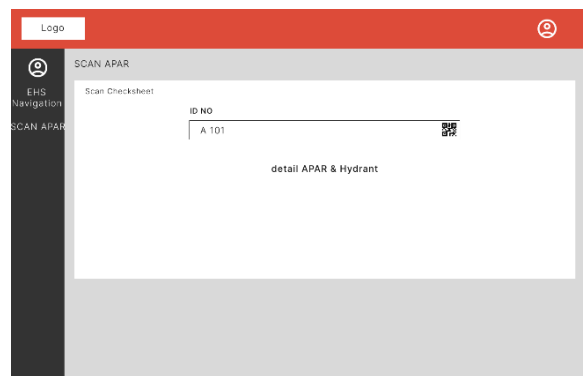 Logo
EHS
Navigation
SCAN APAR
SCAN APAR
Scan Checksheet
ID NO
A 101
detail APAR & Hydrant